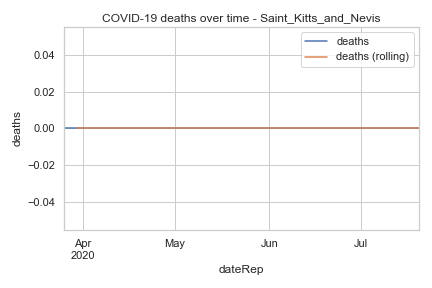 COVID-19 deaths over time - Saint_Kitts_and_Nevis
deaths
deaths (rolling)
0.04
0.02
0.00
−0.02
−0.04
deaths
Apr
2020
May
Jun
Jul
dateRep